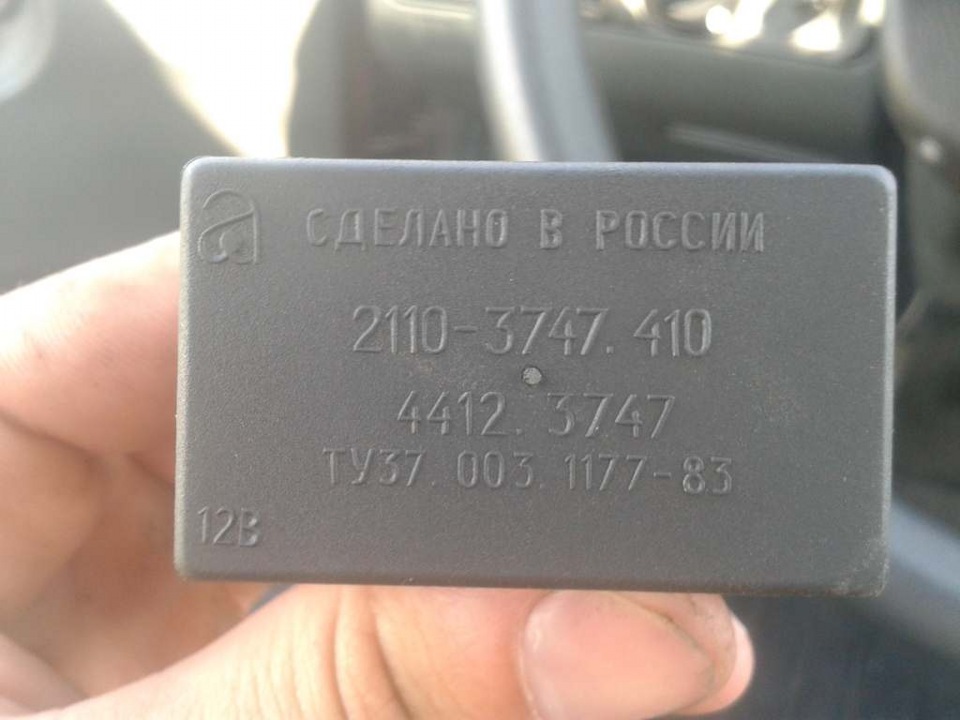 СДЕЛАНО В РОССИИ
2110-3747.410
4412.3747
ТУ37.003.1177-83
12В